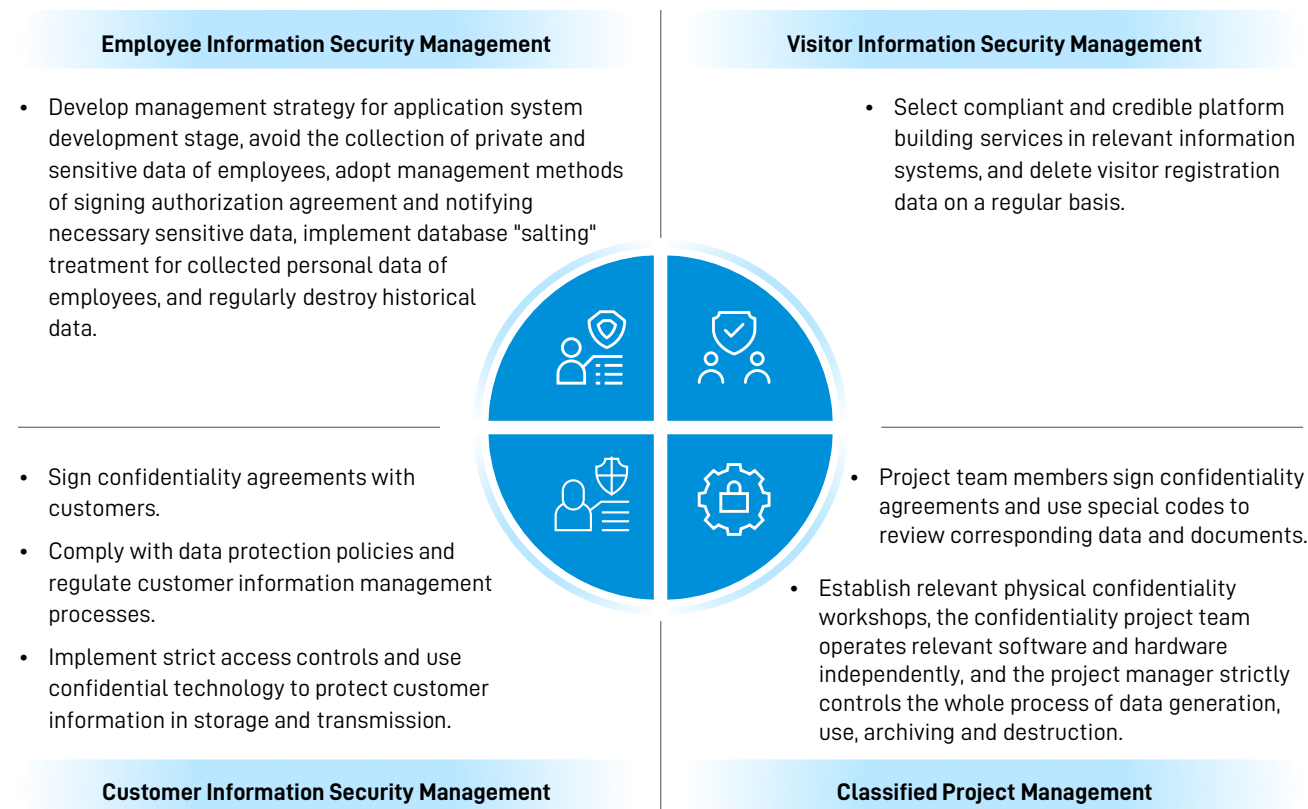 Employee Information Security Management
• Develop management strategy for application system
development stage, avoid the collection of private and
sensitive data of employees, adopt management methods
of signing authorization agreement and notifying
necessary sensitive data, implement database "salting"
treatment for collected personal data of
employees, and regularly destroy historical
data.
Visitor Information Security Management
• Select compliant and credible platform
building services in relevant information
systems, and delete visitor registration
data on a regular basis.
• Sign confidentiality agreements with
customers.
• Comply with data protection policies and
regulate customer information management
processes.
• Implement strict access controls and use
confidential technology to protect customer
information in storage and transmission.
Customer Information Security Management
• Project team members sign confidentiality
agreements and use special codes to
review corresponding data and documents.
• Establish relevant physical confidentiality
workshops, the confidentiality project team
operates relevant software and hardware
independently, and the project manager strictly
controls the whole process of data generation,
use, archiving and destruction.
Classified Project Management